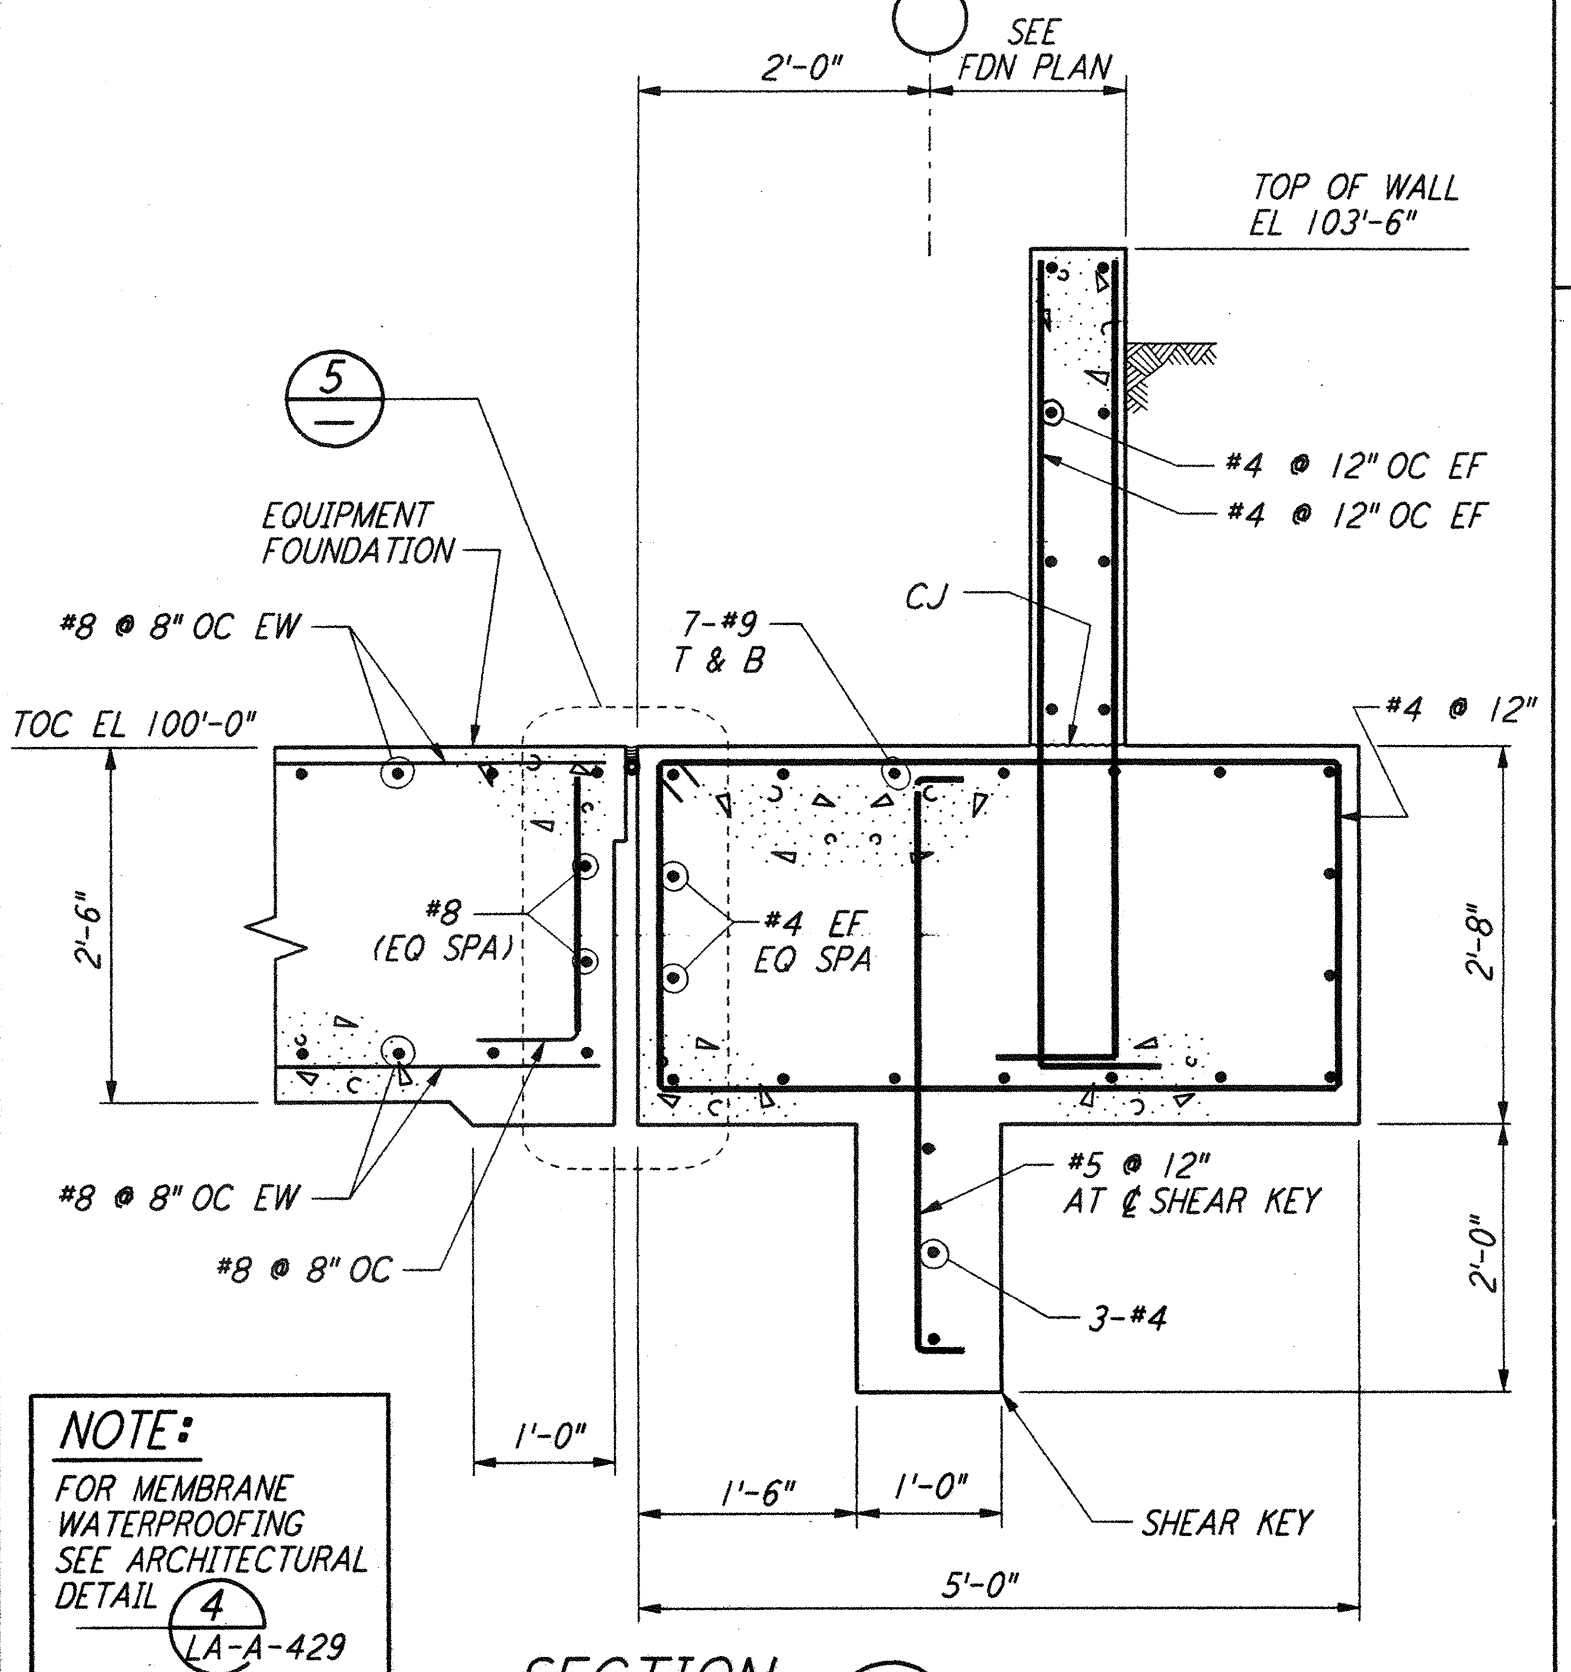 SEE
FDN PLAN
2'-0"
TOP OF WALL
EL 103'-6"
5
EQUIPMENT
FOUNDATION
#4 @ 12" OC EF
#4 @ 12" OC EF
CJ
#8 @ 8" OC EW
7-#9
T & B
#4 @ 12"
TOC EL 100'-0"
2'-6"
#8
(EQ SPA)
#4 EF
EQ SPA
2'-8"
#8 @ 8" OC EW
#5 @ 12"
AT ℄ SHEAR KEY
#8 @ 8" OC
2'-0"
3-#4
1'-0"
1'-6"
1'-0"
SHEAR KEY
5'-0"
NOTE:
FOR MEMBRANE
WATERPROOFING
SEE ARCHITECTURAL
DETAIL 4
LA-A-429
SECTION